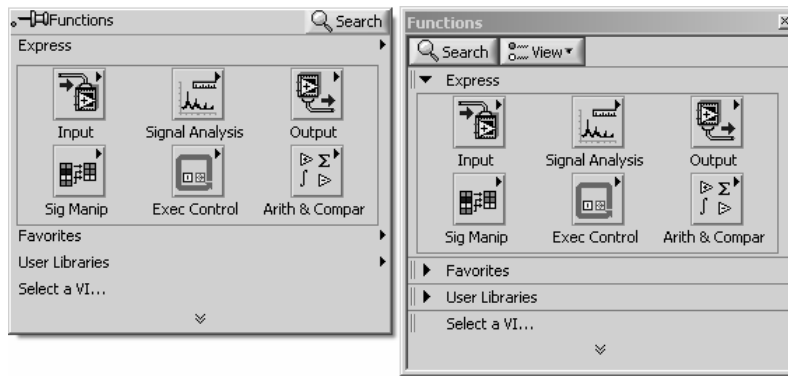 Functions Search
Express
Input Signal Analysis Output
Sig Manip Exec Control Arith & Compar
Favorites
User Libraries
Select a VI...
Functions
Search View
Express
Input Signal Analysis Output
Sig Manip Exec Control Arith & Compar
Favorites
User Libraries
Select a VI...